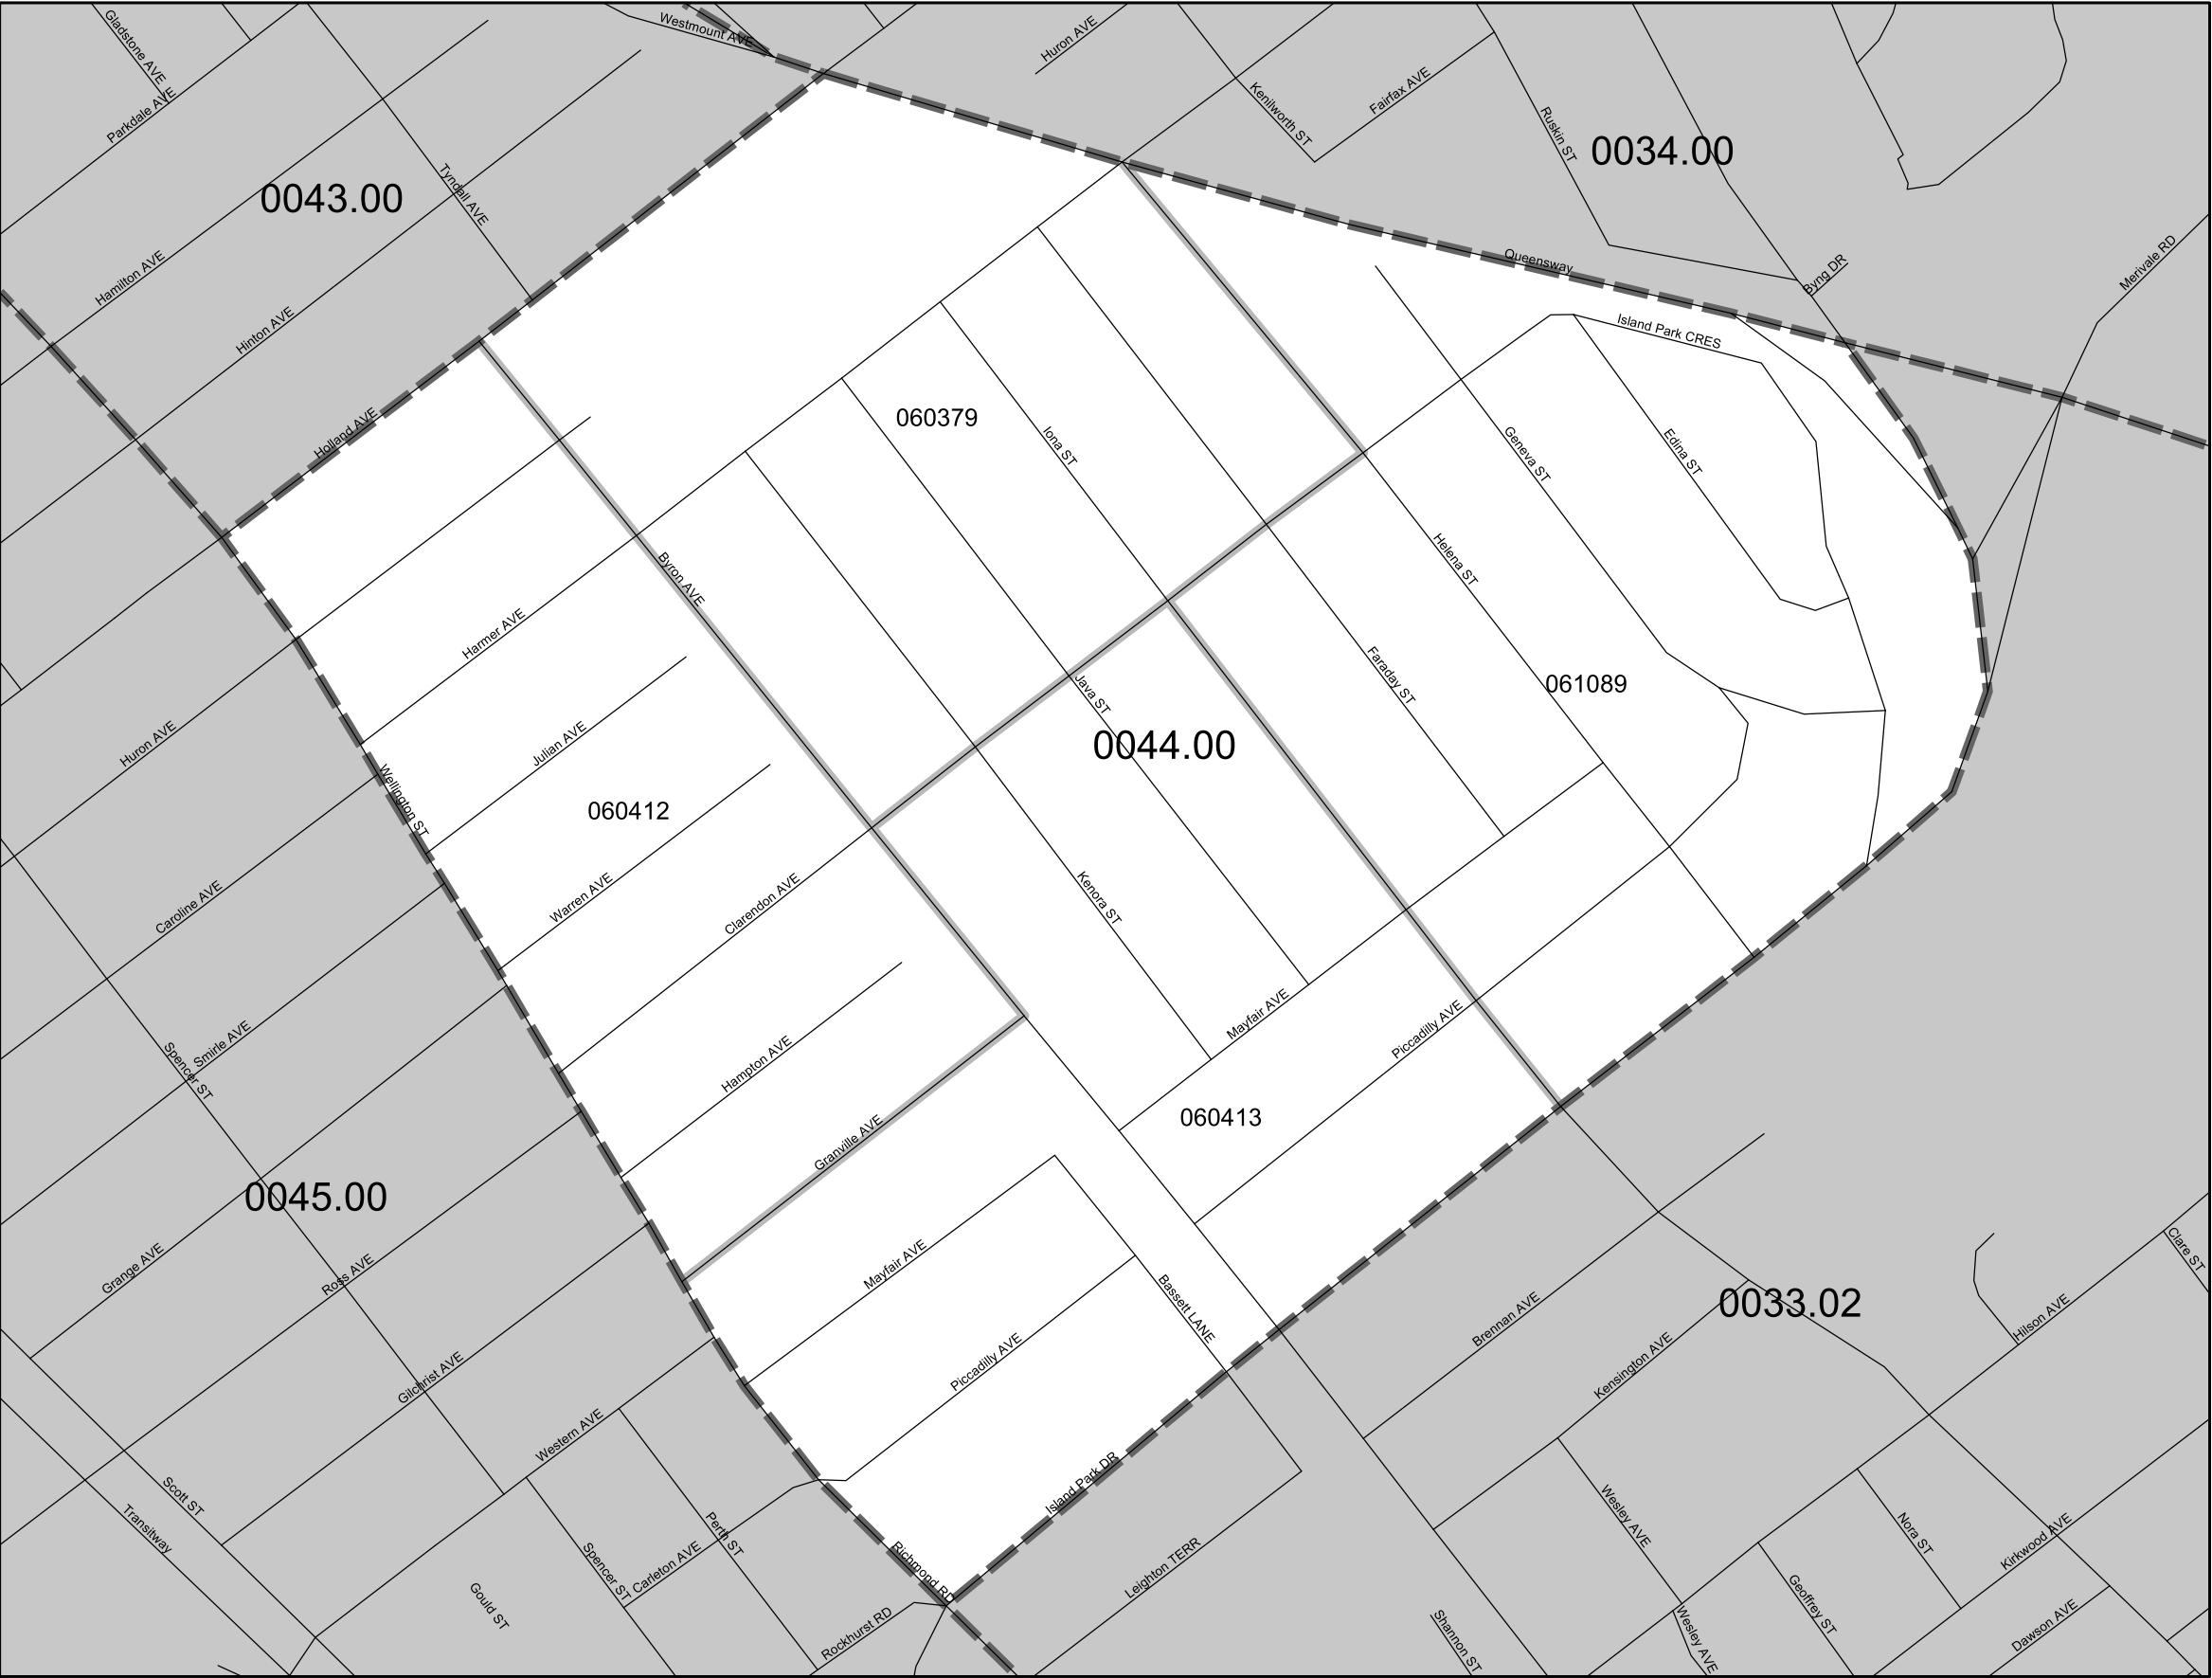 Gladstone AVE
Parkdale AVE
Westmount AVE
Huron AVE
Kenilworth ST
Fairfax AVE
Ruskin ST
0034.00
0043.00
Tyndall AVE
Hamilton AVE
Hinton AVE
Queensway
Byng DR
Merivale RD
Island Park CRES
Holland AVE
060379
Iona ST
Geneva ST
Edina ST
Byron AVE
Helena ST
Harmer AVE
Faraday ST
061089
Java ST
0044.00
Huron AVE
Julian AVE
Wellington ST
060412
Warren AVE
Clarendon AVE
Kenora ST
Caroline AVE
Smirle AVE
Spencer ST
Mayfair AVE
Piccadilly AVE
Hampton AVE
060413
Granville AVE
0045.00
Grange AVE
Ross AVE
Mayfair AVE
Bassett LANE
Clare ST
0033.02
Brennan AVE
Hilson AVE
Kensington AVE
Piccadilly AVE
Gilchrist AVE
Western AVE
Scott ST
Transitway
Island Park DR
Wesley AVE
Perth ST
Nora ST
Kirkwood AVE
Richmond RD
Spencer ST
Carleton AVE
Leighton TERR
Gould ST
Geoffrey ST
Rockhurst RD
Shannon ST
Wesley AVE
Dawson AVE